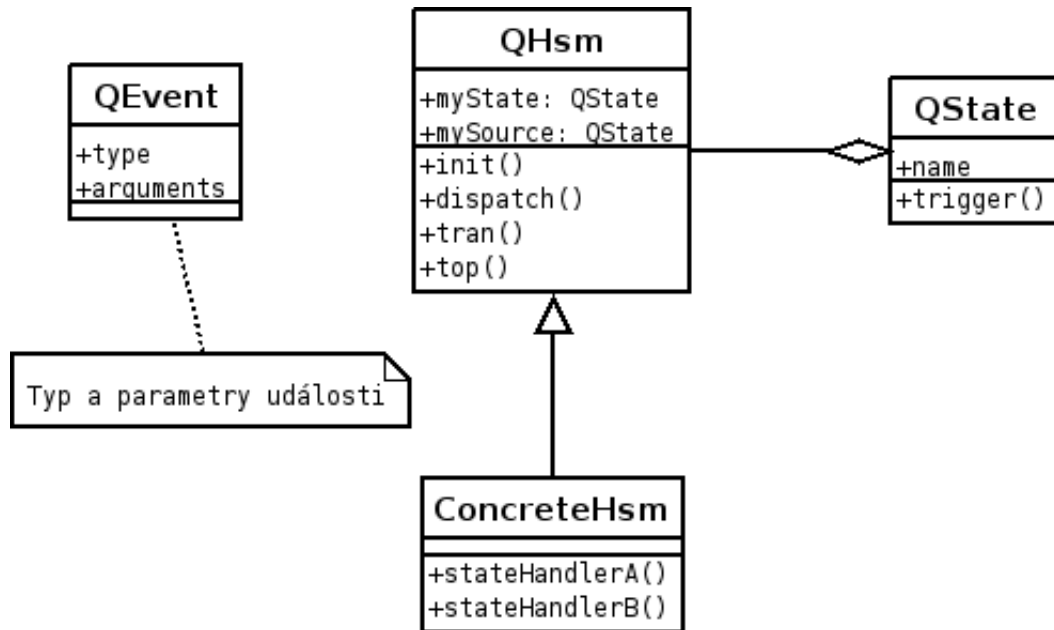 QHsm
+myState: QState
+mySource: QState
+init()
+dispatch()
+tran()
+top()
QEvent
+type
+arguments
QState
+name
+trigger()
Typ a parametry události
ConcreteHsm
+stateHandlerA()
+stateHandlerB()